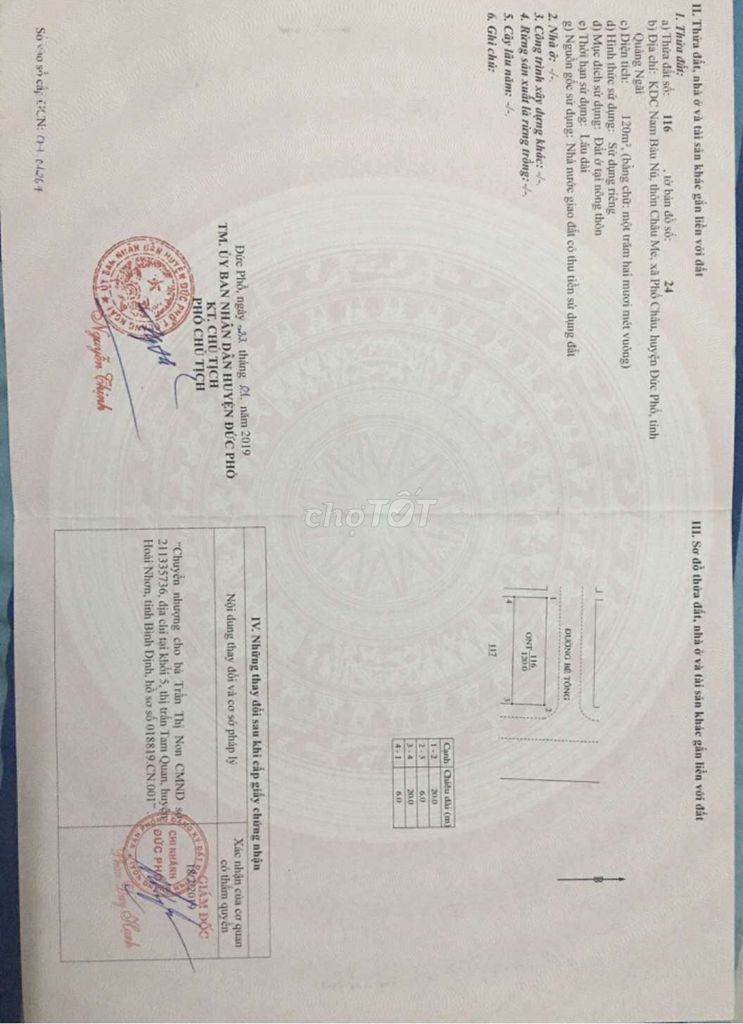 II. Thửa đất, nhà ở và tài sản khác gắn liền với đất
1. Thửa đất:
a) Thửa đất số: 116 , tờ bản đồ số: 24
b) Địa chỉ: KDC Nam Bàu Nú, thôn Châu Me, xã Phổ Châu, huyện Đức Phổ, tỉnh
Quảng Ngãi
c) Diện tích: 120m², (bằng chữ: một trăm hai mươi mét vuông)
d) Hình thức sử dụng: Sử dụng riêng
đ) Mục đích sử dụng: Đất ở tại nông thôn
e) Thời hạn sử dụng: Lâu dài
g) Nguồn gốc sử dụng: Nhà nước giao đất có thu tiền sử dụng đất
2. Nhà ở: -/-.
3. Công trình xây dựng khác: -/-.
4. Rừng sản xuất là rừng trồng: -/-.
5. Cây lâu năm: -/-.
6. Ghi chú:
Đức Phổ, ngày 22 tháng 01 năm 2019
TM. ỦY BAN NHÂN DÂN HUYỆN ĐỨC PHỔ
KT. CHỦ TỊCH
PHÓ CHỦ TỊCH
ỦY BAN NHÂN DÂN HUYỆN ĐỨC PHỔ
Nguyễn Thịnh
Số vào sổ cấp GCN:
III. Sơ đồ thửa đất, nhà ở và tài sản khác gắn liền với đất
ĐƯỜNG BÊ TÔNG
B
1
2
3
4
ONT 116
120.0
117
Cạnh Chiều dài (m)
1 - 2 20.0
2 - 3 6.0
3 - 4 20.0
4 - 1 6.0
chợTỐT
IV. Những thay đổi sau khi cấp giấy chứng nhận
Nội dung thay đổi và cơ sở pháp lý
Xác nhận của cơ quan
có thẩm quyền
"Chuyển nhượng cho bà Trần Thị Non CMND số
211335736, địa chỉ tại khối 5, thị trấn Tam Quan, huyện
Hoài Nhơn, tỉnh Bình Định, hồ sơ số 018819.CN.001"
GIÁM ĐỐC
CHI NHÁNH
ĐỨC PHỔ